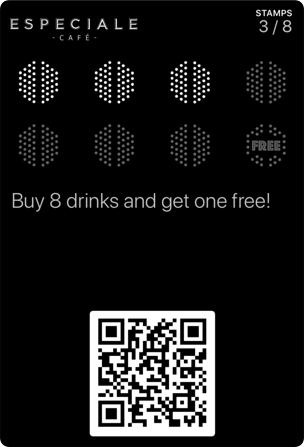 ESPECIALE
- CAFÉ -
STAMPS
3 / 8
FREE
Buy 8 drinks and get one free!